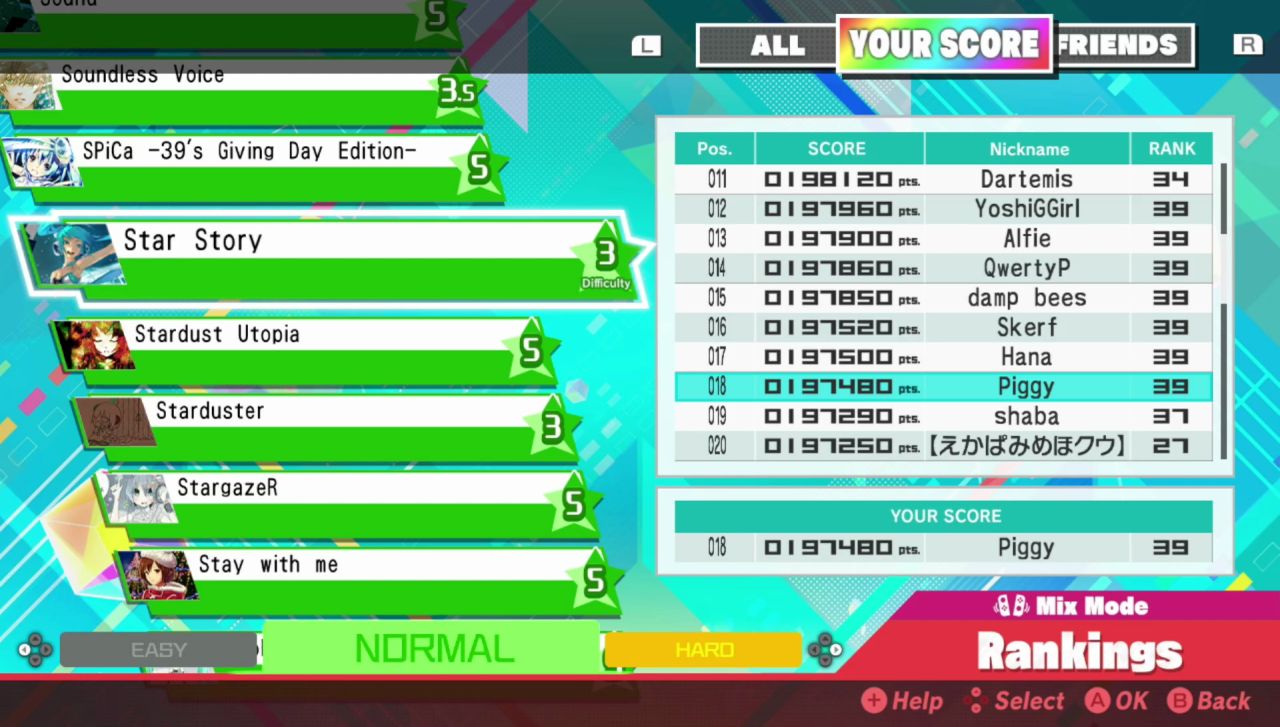 Sound
5
Soundless Voice
3.5
SPiCa -39's Giving Day Edition-
5
Star Story
3
Difficulty
Stardust Utopia
5
Starduster
3
StargazeR
5
Stay with me
5
EASY
NORMAL
HARD
L
ALL
YOUR SCORE
FRIENDS
R
Pos. SCORE Nickname RANK
011 0198120 pts. Dartemis 34
012 0197960 pts. YoshiGGirl 39
013 0197900 pts. Alfie 39
014 0197860 pts. QwertyP 39
015 0197850 pts. damp bees 39
016 0197520 pts. Skerf 39
017 0197500 pts. Hana 39
018 0197480 pts. Piggy 39
019 0197290 pts. shaba 37
020 0197250 pts. 【えかぱみめほクウ】 27
YOUR SCORE
018 0197480 pts. Piggy 39
Mix Mode
Rankings
+ Help Select A OK B Back